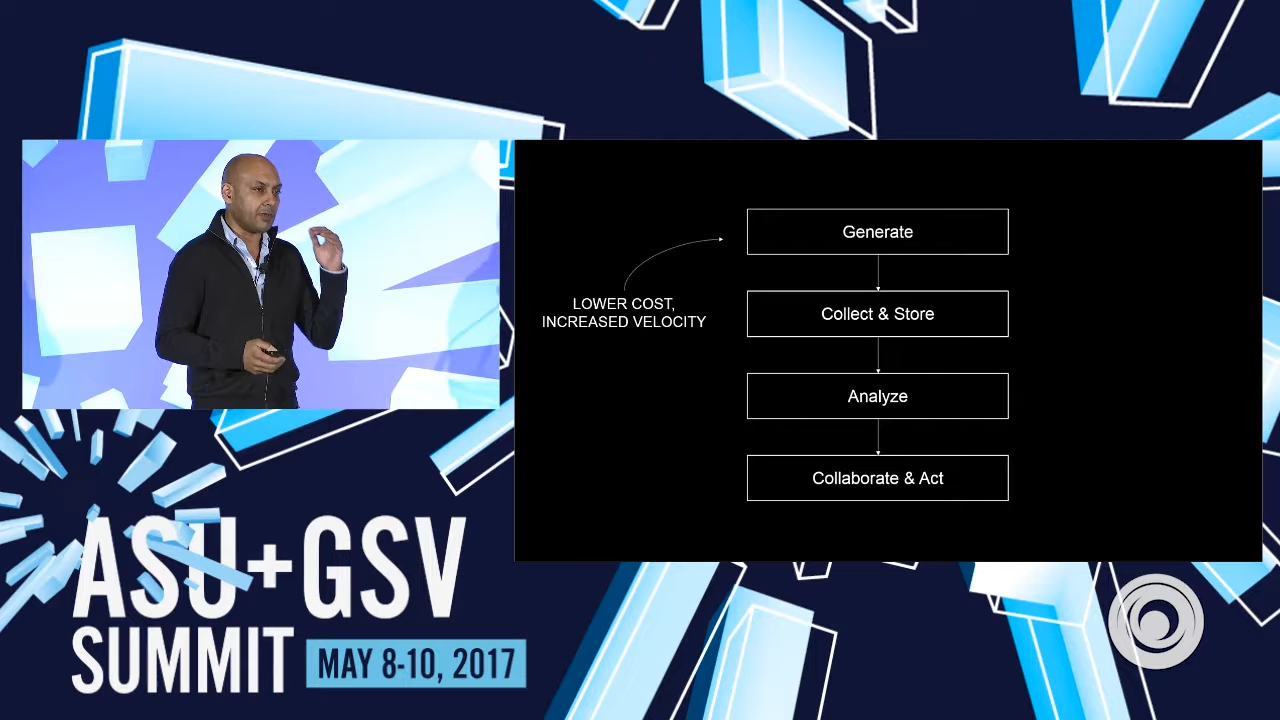 Generate
LOWER COST,
INCREASED VELOCITY
Collect & Store
Analyze
Collaborate & Act
ASU+GSV
SUMMIT
MAY 8-10, 2017